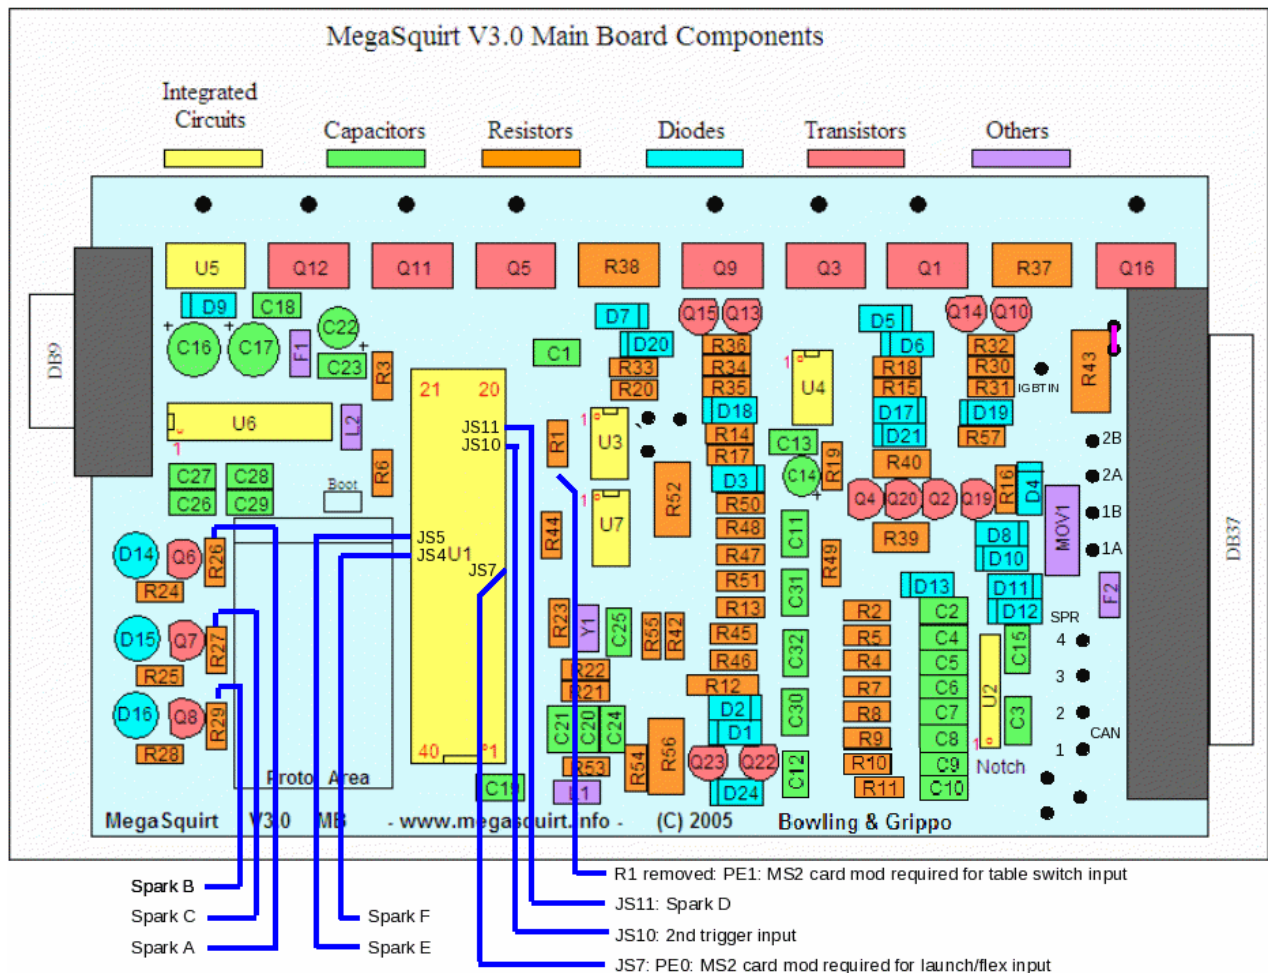 MegaSquirt V3.0 Main Board Components
Integrated
Circuits
Capacitors
Resistors
Diodes
Transistors
Others
U5
Q12
Q11
Q5
R38
Q9
Q3
Q1
R37
Q16
D9
C18
D7
Q15
Q13
D5
Q14
Q10
C16
C17
F1
C22
C23
R3
C1
D20
R33
R20
R36
R34
R35
U4
1
D6
R18
R15
R32
R30
R31
IGBTIN
R43
DB9
DB37
U6
1
L2
21
20
JS11
JS10
R1
1
U3
D18
R14
R17
D17
D21
D19
R57
C13
C14
R19
R40
2B
2A
1B
1A
C27
C28
C26
C29
R6
Boot
R44
1
U7
R52
D3
R50
R48
R47
R51
R13
R45
R46
R12
Q4
Q20
Q2
Q19
R16
D4
C11
R39
D8
D10
MOV1
D14
Q6
R26
R24
JS5
JS4
U1
JS7
C31
R49
D13
D11
D12
F2
D15
Q7
R27
R25
R23
Y1
C25
R55
R42
C32
R2
R5
R4
R7
R8
R9
R10
R11
C2
C4
C5
C6
C7
C8
C9
C10
U2
1
Notch
C15
C3
SPR
4
3
2
1
CAN
D16
Q8
R29
R28
R22
R21
C21
C20
C24
R53
R54
R56
D2
D1
C30
C12
Q23
Q22
D24
40
1
Proto Area
C19
L1
MegaSquirt V3.0 MB - www.megasquirt.info - (C) 2005 Bowling & Grippo
Spark B
Spark C
Spark A
Spark F
Spark E
R1 removed: PE1: MS2 card mod required for table switch input
JS11: Spark D
JS10: 2nd trigger input
JS7: PE0: MS2 card mod required for launch/flex input